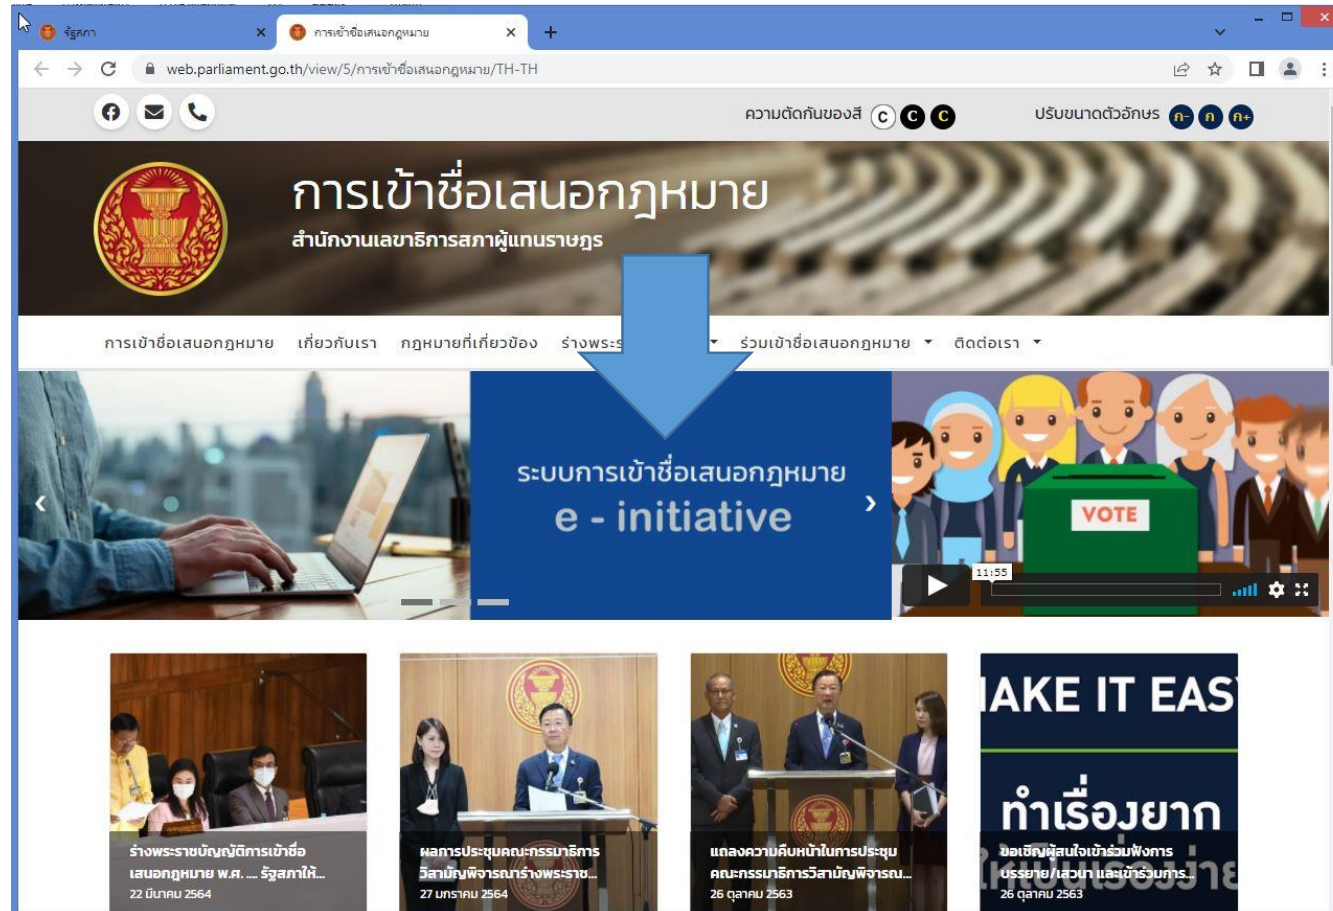 รัฐสภา
การเข้าชื่อเสนอกฎหมาย
web.parliament.go.th/view/5/การเข้าชื่อเสนอกฎหมาย/TH-TH
ความตัดกันของสี C C C
ปรับขนาดตัวอักษร ก- ก ก+
การเข้าชื่อเสนอกฎหมาย
สำนักงานเลขาธิการสภาผู้แทนราษฎร
การเข้าชื่อเสนอกฎหมาย เกี่ยวกับเรา กฎหมายที่เกี่ยวข้อง ร่างพระร ร่วมเข้าชื่อเสนอกฎหมาย ติดต่อเรา
ระบบการเข้าชื่อเสนอกฎหมาย
e - initiative
VOTE
11:55
ร่างพระราชบัญญัติการเข้าชื่อ
เสนอกฎหมาย พ.ศ. .... รัฐสภาให้...
22 มีนาคม 2564
ผลการประชุมคณะกรรมาธิการ
วิสามัญพิจารณาร่างพระราช...
27 มกราคม 2564
แถลงความคืบหน้าในการประชุม
คณะกรรมาธิการวิสามัญพิจารณ...
26 ตุลาคม 2563
IAKE IT EASY
ทำเรื่องยาก
ให้เป็นเรื่องง่าย
ขอเชิญผู้สนใจเข้าร่วมฟังการ
บรรยาย/เสวนา และเข้าร่วมการ...
26 ตุลาคม 2563